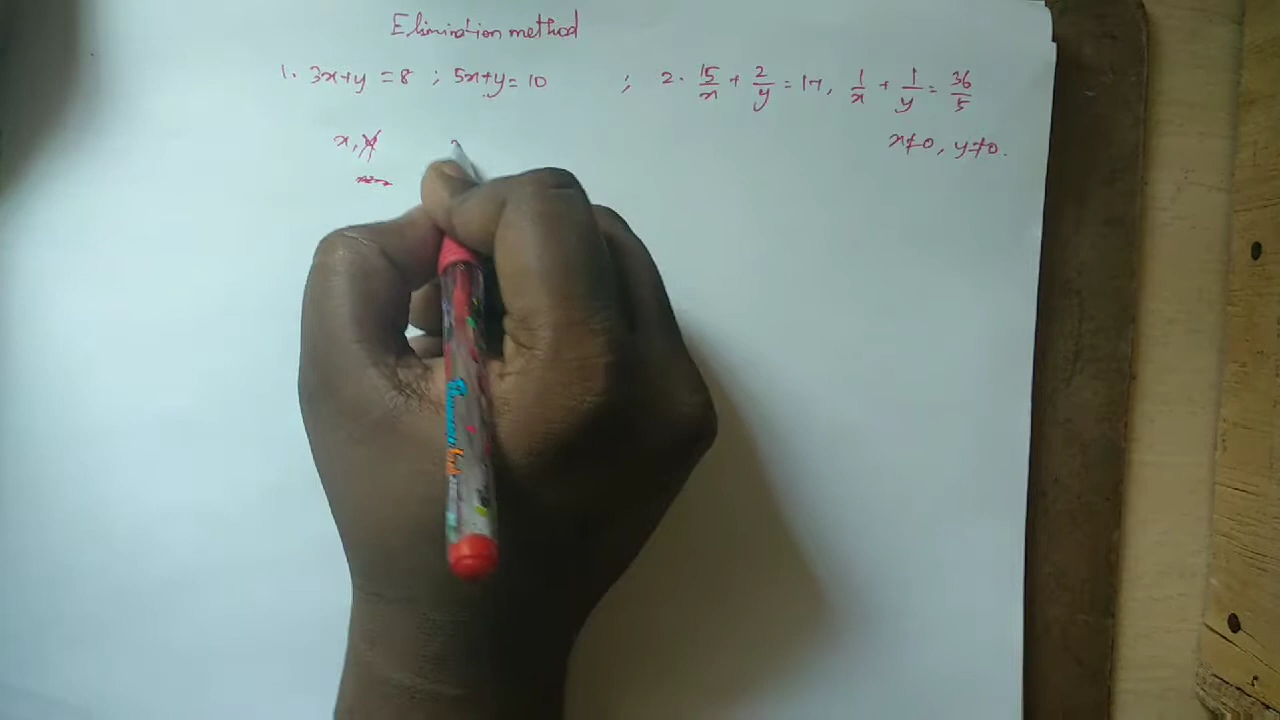 Elimination method
1. 3x+y = 8 ; 5x+y = 10 ; 2. 15/x + 2/y = 17, 1/x + 1/y = 36/5
x, y x≠0, y≠0.